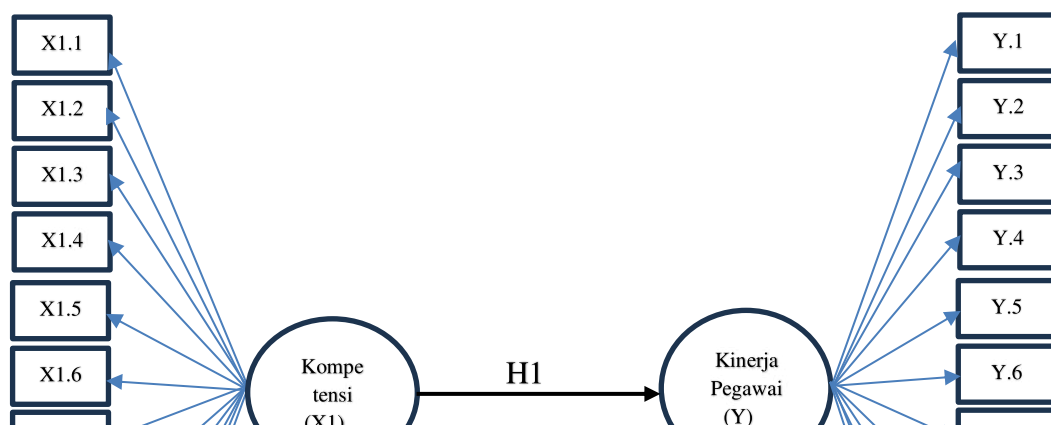 X1.1
X1.2
X1.3
X1.4
X1.5
X1.6
Kompe
tensi
(X1)
H1
Kinerja
Pegawai
(Y)
Y.1
Y.2
Y.3
Y.4
Y.5
Y.6